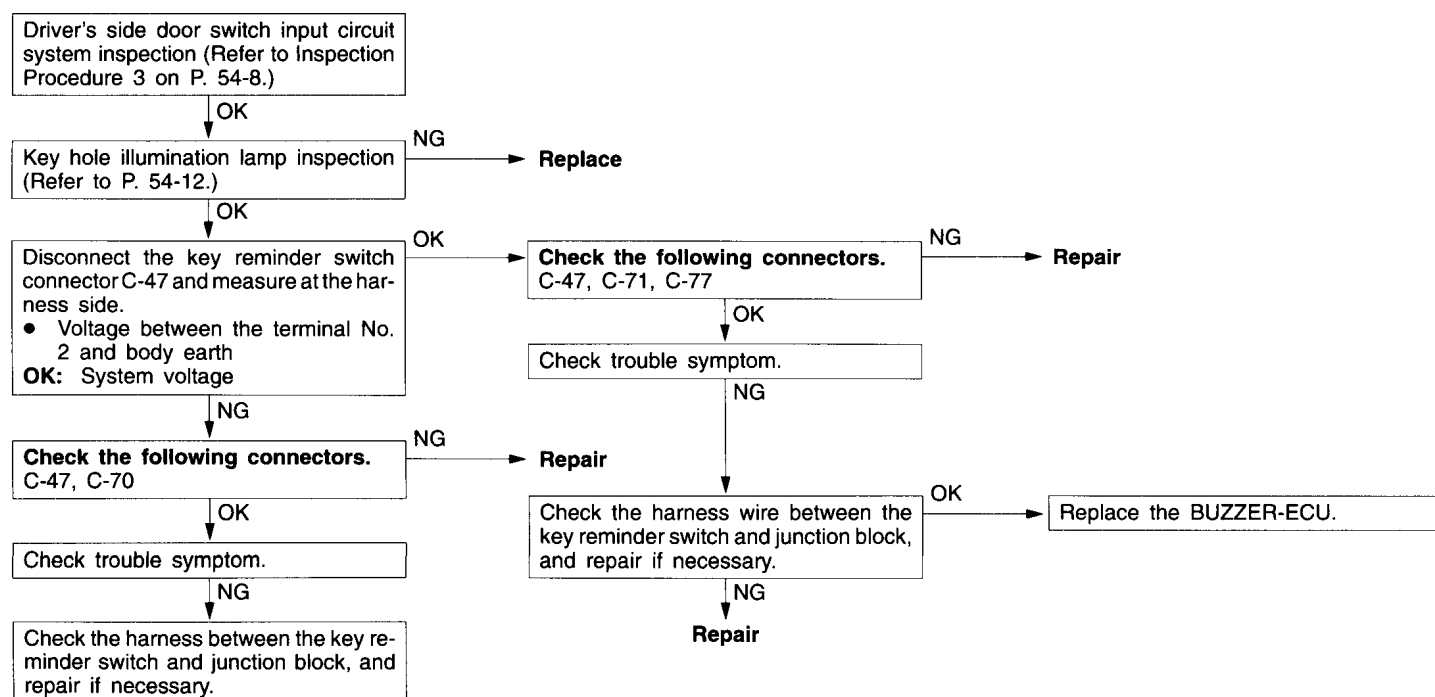 Driver's side door switch input circuit
system inspection (Refer to Inspection
Procedure 3 on P. 54-8.)
OK
Key hole illumination lamp inspection
(Refer to P. 54-12.)
NG
Replace
OK
Disconnect the key reminder switch
connector C-47 and measure at the har-
ness side.
● Voltage between the terminal No.
2 and body earth
OK: System voltage
OK
Check the following connectors.
C-47, C-71, C-77
NG
Repair
OK
Check trouble symptom.
NG
NG
Check the following connectors.
C-47, C-70
NG
Repair
OK
Check trouble symptom.
NG
Check the harness between the key re-
minder switch and junction block, and
repair if necessary.
Check the harness wire between the
key reminder switch and junction block,
and repair if necessary.
OK
Replace the BUZZER-ECU.
NG
Repair